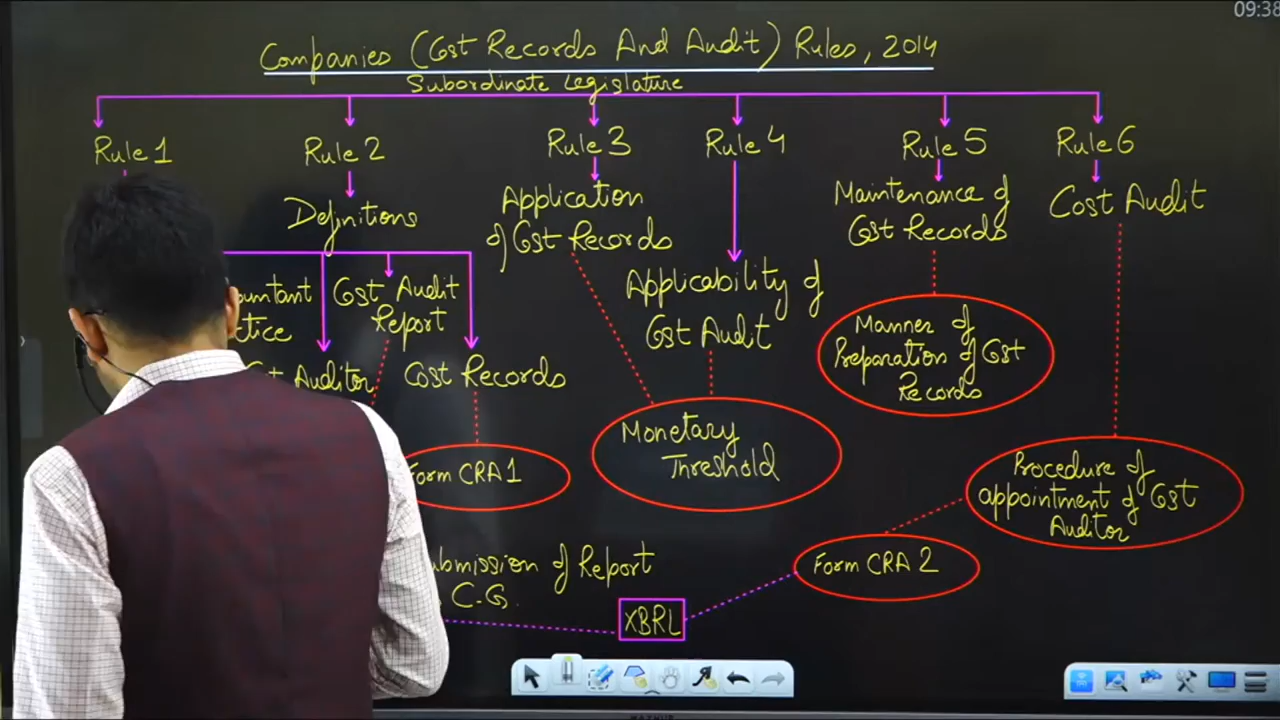 09:38
Companies (Cost Records And Audit) Rules, 2014
Subordinate Legislature
Rule 1
Rule 2
Rule 3
Rule 4
Rule 5
Rule 6
Definitions
Application
of Cost Records
Applicability of
Cost Audit
Maintenance of
Cost Records
Cost Audit
Cost Audit
Report
Auditor
Cost Records
Form CRA 1
Monetary
Threshold
Manner of
Preparation of Cost
Records
Procedure of
appointment of Cost
Auditor
Form CRA 2
of Report
C.G.
XBRL